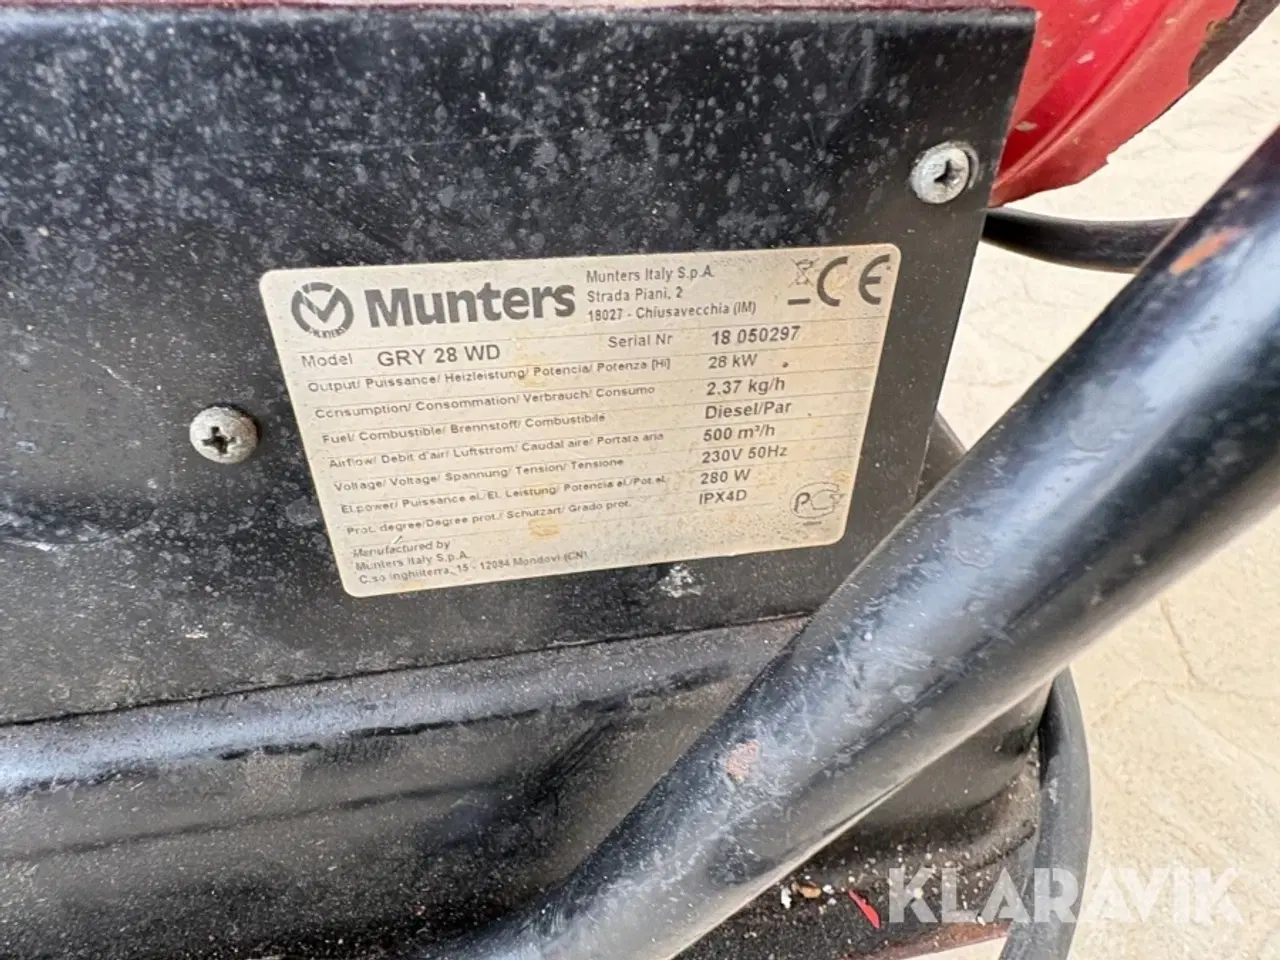 Munters
Munters Italy S.p.A.
Strada Piani, 2
18027 - Chiusavecchia (IM)
CE
MUNTERS
Model GRY 28 WD Serial Nr 18 050297
Output/ Puissance/ Heizleistung/ Potencia/ Potenza [Hi] 28 kW
Consumption/ Consommation/ Verbrauch/ Consumo 2,37 kg/h
Fuel/ Combustible/ Brennstoff/ Combustibile Diesel/Par
Airflow/ Debit d'air/ Luftstrom/ Caudal aire/ Portata aria 500 m³/h
Voltage/ Voltage/ Spannung/ Tension/ Tensione 230V 50Hz
El.power/ Puissance el./El. Leistung/ Potencia el./Pot.el. 280 W
Prot. degree/Degree prot./ Schutzart/ Grado prot. IPX4D
Manufactured by
Munters Italy S.p.A.
C.so Inghilterra, 15 - 12084 Mondovì (CN)
KLARAVIK